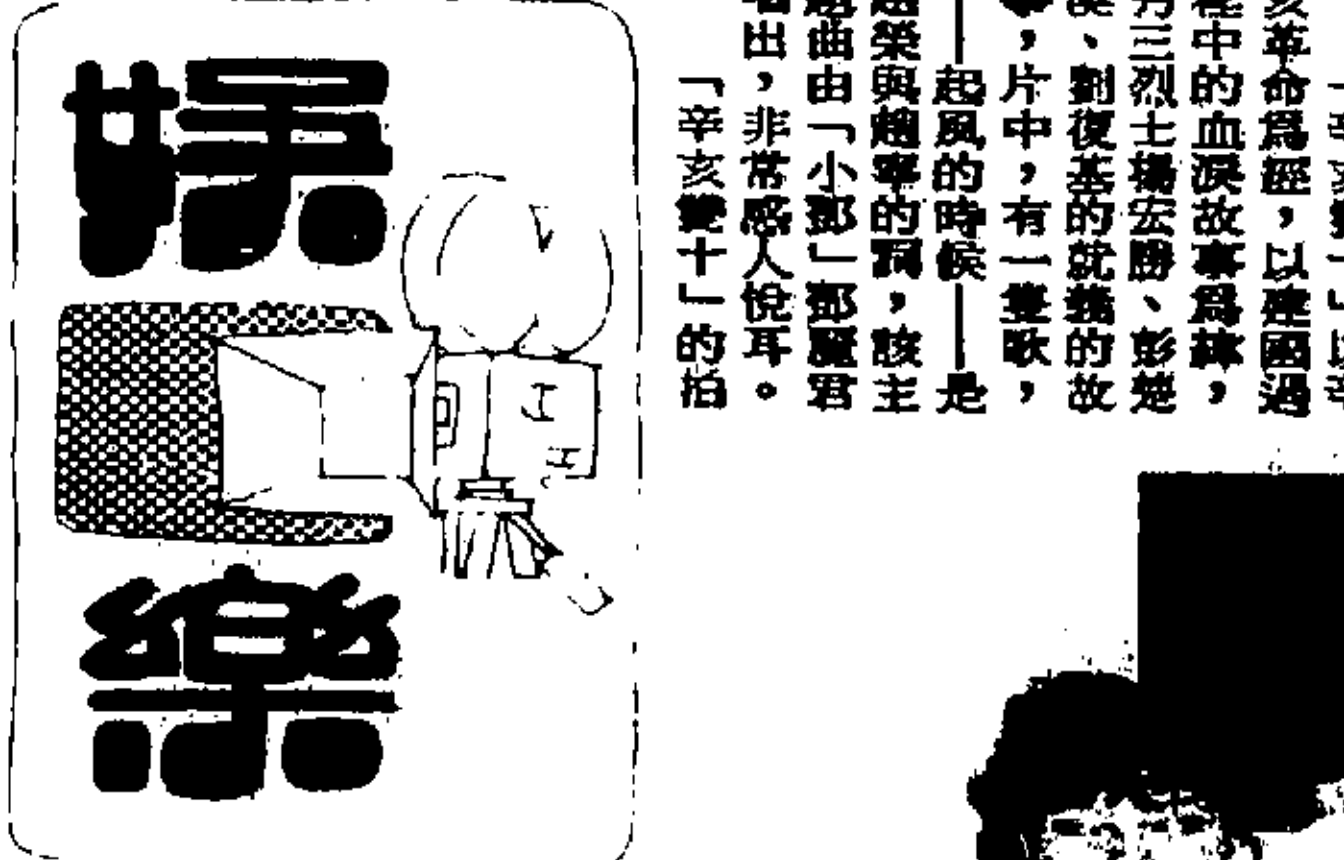 亥革命爲經,以建國過
程中的血淚故事爲緯,
月三烈士楊宏勝、彭楚
、劉復基的就義的故
事,片中,有一隻歌,
——起風的時候——是
榮與趙寧的詞,該主
題曲由「小鄧」鄧麗君
唱出,非常感人悅耳。
「辛亥雙十」的拍
娛樂